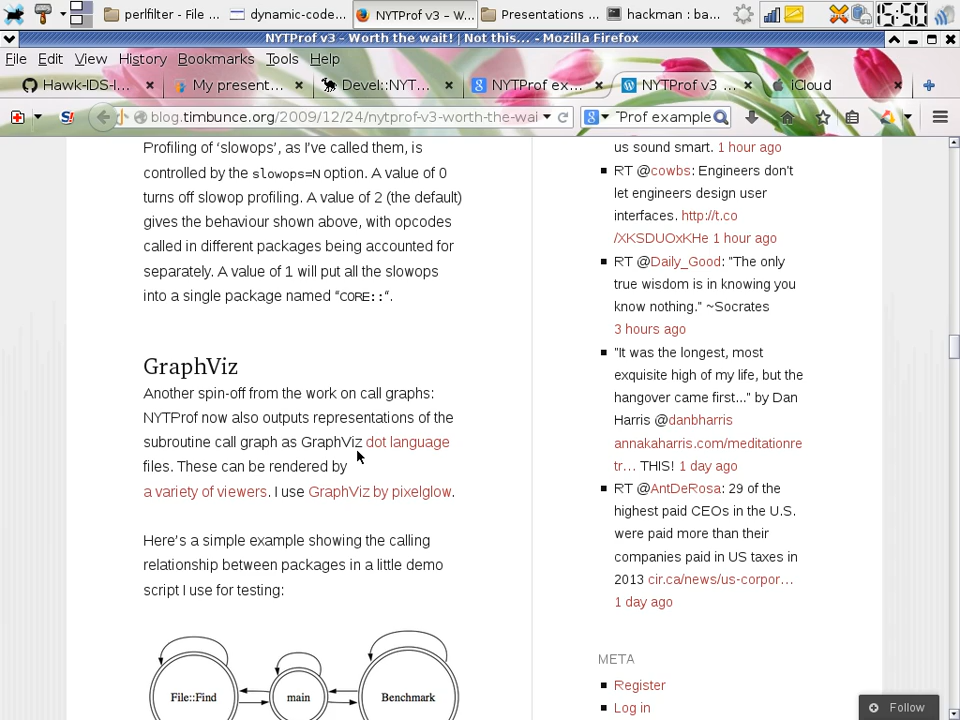 perlfilter - File ...
dynamic-code...
NYTProf v3 – W...
Presentations ...
hackman : ba...
15:50
NYTProf v3 – Worth the wait! | Not this... - Mozilla Firefox
File Edit View History Bookmarks Tools Help
Hawk-IDS-I...
My present...
Devel::NYT...
NYTProf ex...
NYTProf v3 ...
iCloud
blog.timbunce.org/2009/12/24/nytprof-v3-worth-the-wai
Prof example
Profiling of ‘slowops’, as I’ve called them, is
controlled by the slowops=N option. A value of 0
turns off slowop profiling. A value of 2 (the default)
gives the behaviour shown above, with opcodes
called in different packages being accounted for
separately. A value of 1 will put all the slowops
into a single package named “CORE::“.
GraphViz
Another spin-off from the work on call graphs:
NYTProf now also outputs representations of the
subroutine call graph as GraphViz dot language
files. These can be rendered by
a variety of viewers. I use GraphViz by pixelglow.
Here’s a simple example showing the calling
relationship between packages in a little demo
script I use for testing:
File::Find
main
Benchmark
us sound smart. 1 hour ago
RT @cowbs: Engineers don't
let engineers design user
interfaces. http://t.co
/XKSDUOxKHe 1 hour ago
RT @Daily_Good: "The only
true wisdom is in knowing you
know nothing." ~Socrates
3 hours ago
"It was the longest, most
exquisite high of my life, but the
hangover came first..." by Dan
Harris @danbharris
annakaharris.com/meditationre
tr… THIS! 1 day ago
RT @AntDeRosa: 29 of the
highest paid CEOs in the U.S.
were paid more than their
companies paid in US taxes in
2013 cir.ca/news/us-corpor…
1 day ago
META
Register
Log in
Follow